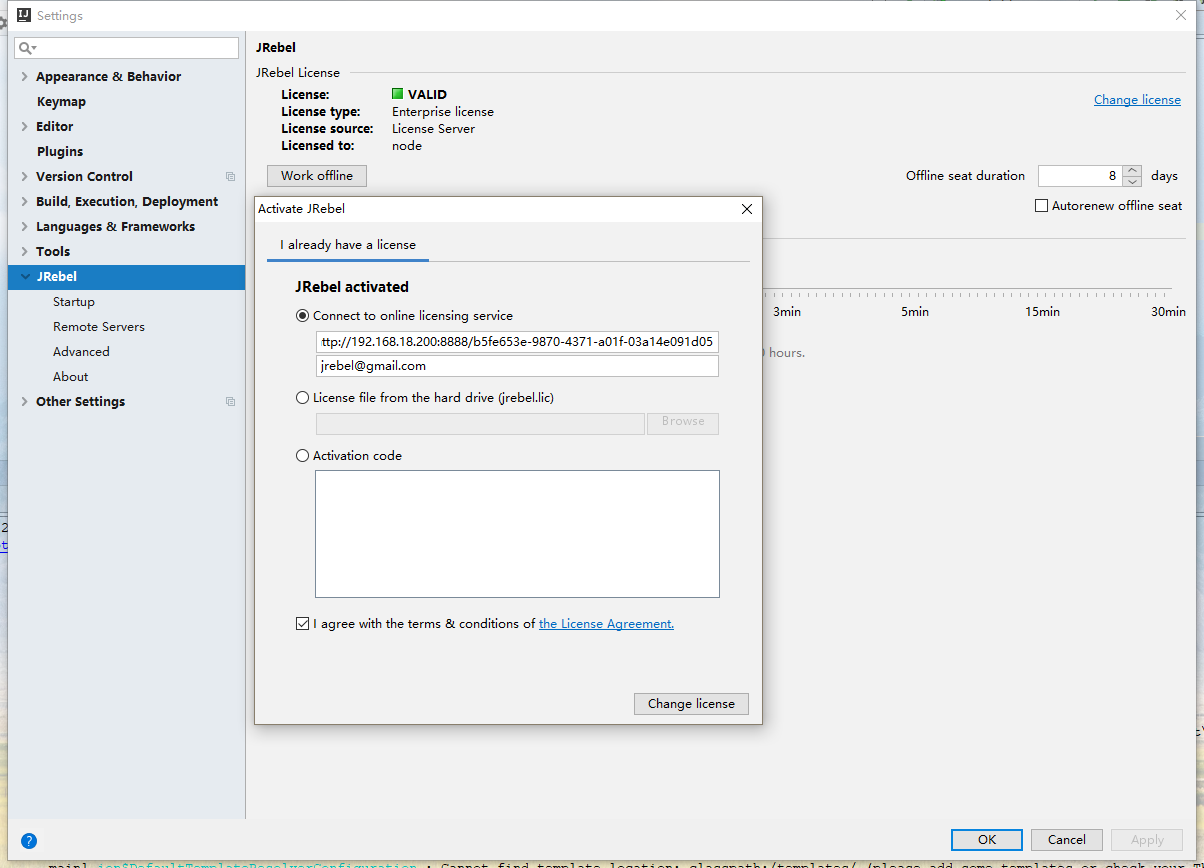 Settings
JRebel
JRebel License
Appearance & Behavior
Keymap
Editor
Plugins
Version Control
Build, Execution, Deployment
Languages & Frameworks
Tools
JRebel
Startup
Remote Servers
Advanced
About
Other Settings
License: VALID
License type: Enterprise license
License source: License Server
Licensed to: node
Change license
Work offline
Offline seat duration 8 days
Autorenew offline seat
3min 5min 15min 30min
hours.
Activate JRebel
I already have a license
JRebel activated
Connect to online licensing service
ttp://192.168.18.200:8888/b5fe653e-9870-4371-a01f-03a14e091d05
jrebel@gmail.com
License file from the hard drive (jrebel.lic)
Browse
Activation code
I agree with the terms & conditions of the License Agreement.
Change license
?
OK Cancel Apply